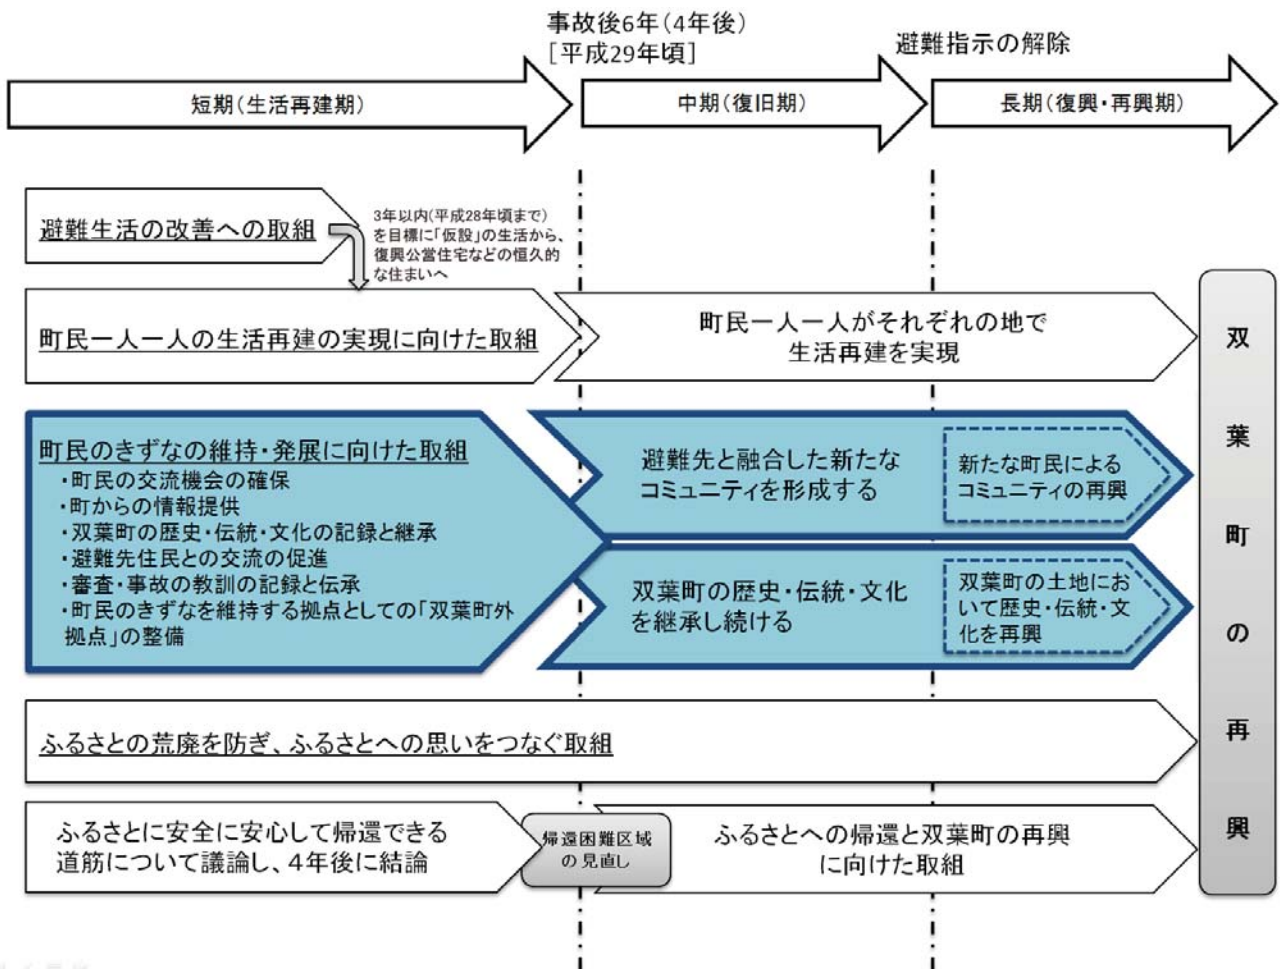 事故後6年(4年後)
[平成29年頃]
避難指示の解除
短期(生活再建期)
中期(復旧期)
長期(復興・再興期)
避難生活の改善への取組
3年以内(平成28年頃まで)
を目標に「仮設」の生活から、
復興公営住宅などの恒久的
な住まいへ
町民一人一人の生活再建の実現に向けた取組
町民一人一人がそれぞれの地で
生活再建を実現
町民のきずなの維持・発展に向けた取組
・町民の交流機会の確保
・町からの情報提供
・双葉町の歴史・伝統・文化の記録と継承
・避難先住民との交流の促進
・審査・事故の教訓の記録と伝承
・町民のきずなを維持する拠点としての「双葉町外
拠点」の整備
避難先と融合した新たな
コミュニティを形成する
新たな町民による
コミュニティの再興
双葉町の歴史・伝統・文化
を継承し続ける
双葉町の土地にお
いて歴史・伝統・文
化を再興
ふるさとの荒廃を防ぎ、ふるさとへの思いをつなぐ取組
ふるさとに安全に安心して帰還できる
道筋について議論し、4年後に結論
帰還困難区域
の見直し
ふるさとへの帰還と双葉町の再興
に向けた取組
双葉町の再興